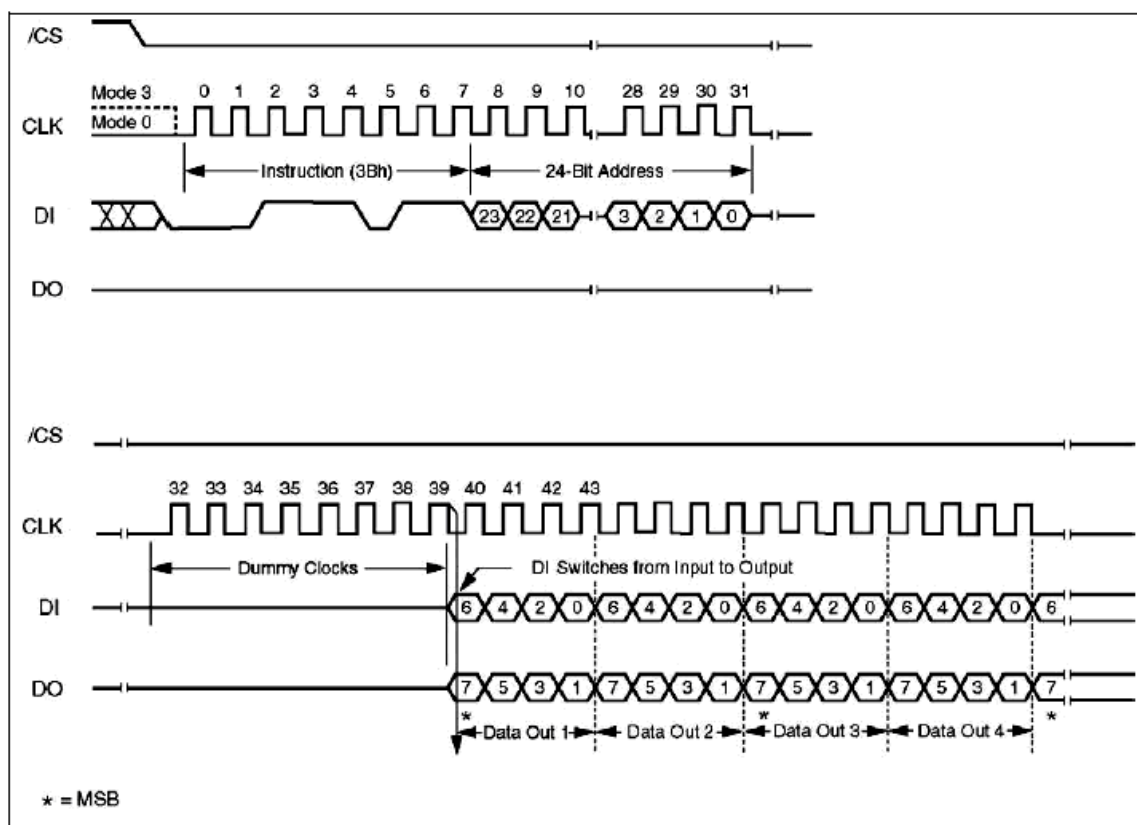 /CS
Mode 3 0 1 2 3 4 5 6 7 8 9 10 28 29 30 31
CLK Mode 0
Instruction (3Bh) 24-Bit Address
DI 23 22 21 3 2 1 0
DO
/CS
32 33 34 35 36 37 38 39 40 41 42 43
CLK
Dummy Clocks DI Switches from Input to Output
DI 6 4 2 0 6 4 2 0 6 4 2 0 6 4 2 0 6
DO 7 5 3 1 7 5 3 1 7 5 3 1 7 5 3 1 7
* * *
Data Out 1 Data Out 2 Data Out 3 Data Out 4
* = MSB